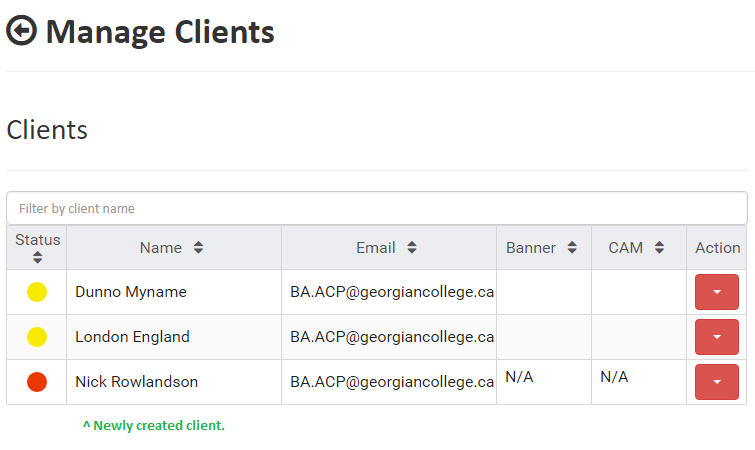 Manage Clients
Clients
Filter by client name
Status Name Email Banner CAM Action
Dunno Myname BA.ACP@georgiancollege.ca
London England BA.ACP@georgiancollege.ca
Nick Rowlandson BA.ACP@georgiancollege.ca N/A N/A
^ Newly created client.